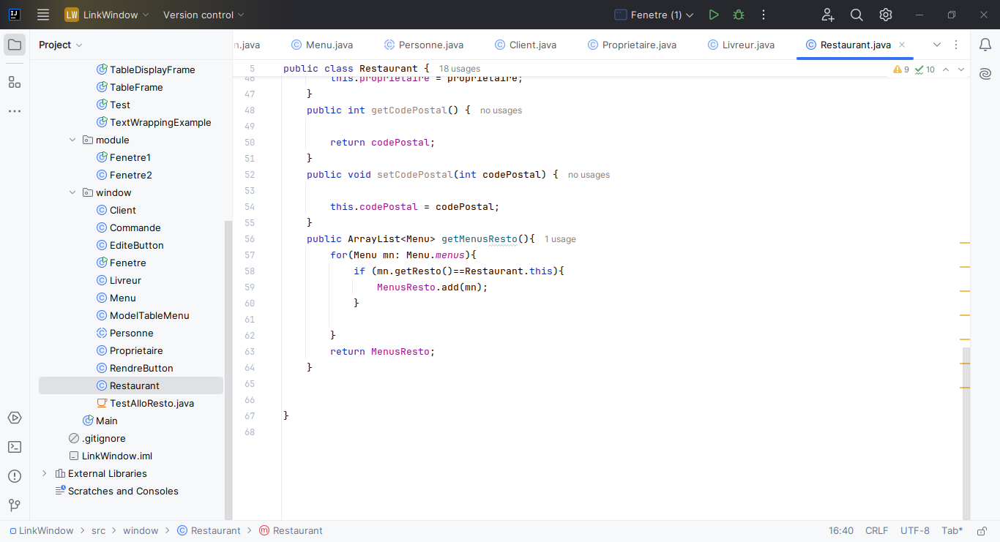 LW LinkWindow Version control Fenetre (1)
Project
n.java Menu.java Personne.java Client.java Proprietaire.java Livreur.java Restaurant.java
TableDisplayFrame
TableFrame
Test
TextWrappingExample
module
Fenetre1
Fenetre2
window
Client
Commande
EditeButton
Fenetre
Livreur
Menu
ModelTableMenu
Personne
Proprietaire
RendreButton
Restaurant
TestAlloResto.java
Main
.gitignore
LinkWindow.iml
External Libraries
Scratches and Consoles
5 public class Restaurant { 18 usages
9 10
46 this.proprietaire = proprietaire;
47 }
48 public int getCodePostal() { no usages
49
50 return codePostal;
51 }
52 public void setCodePostal(int codePostal) { no usages
53
54 this.codePostal = codePostal;
55 }
56 public ArrayList<Menu> getMenusResto(){ 1 usage
57 for(Menu mn: Menu.menus){
58 if (mn.getResto()==Restaurant.this){
59 MenusResto.add(mn);
60 }
61
62 }
63 return MenusResto;
64 }
65
66
67 }
68
LinkWindow > src > window > Restaurant > Restaurant
16:40 CRLF UTF-8 Tab*